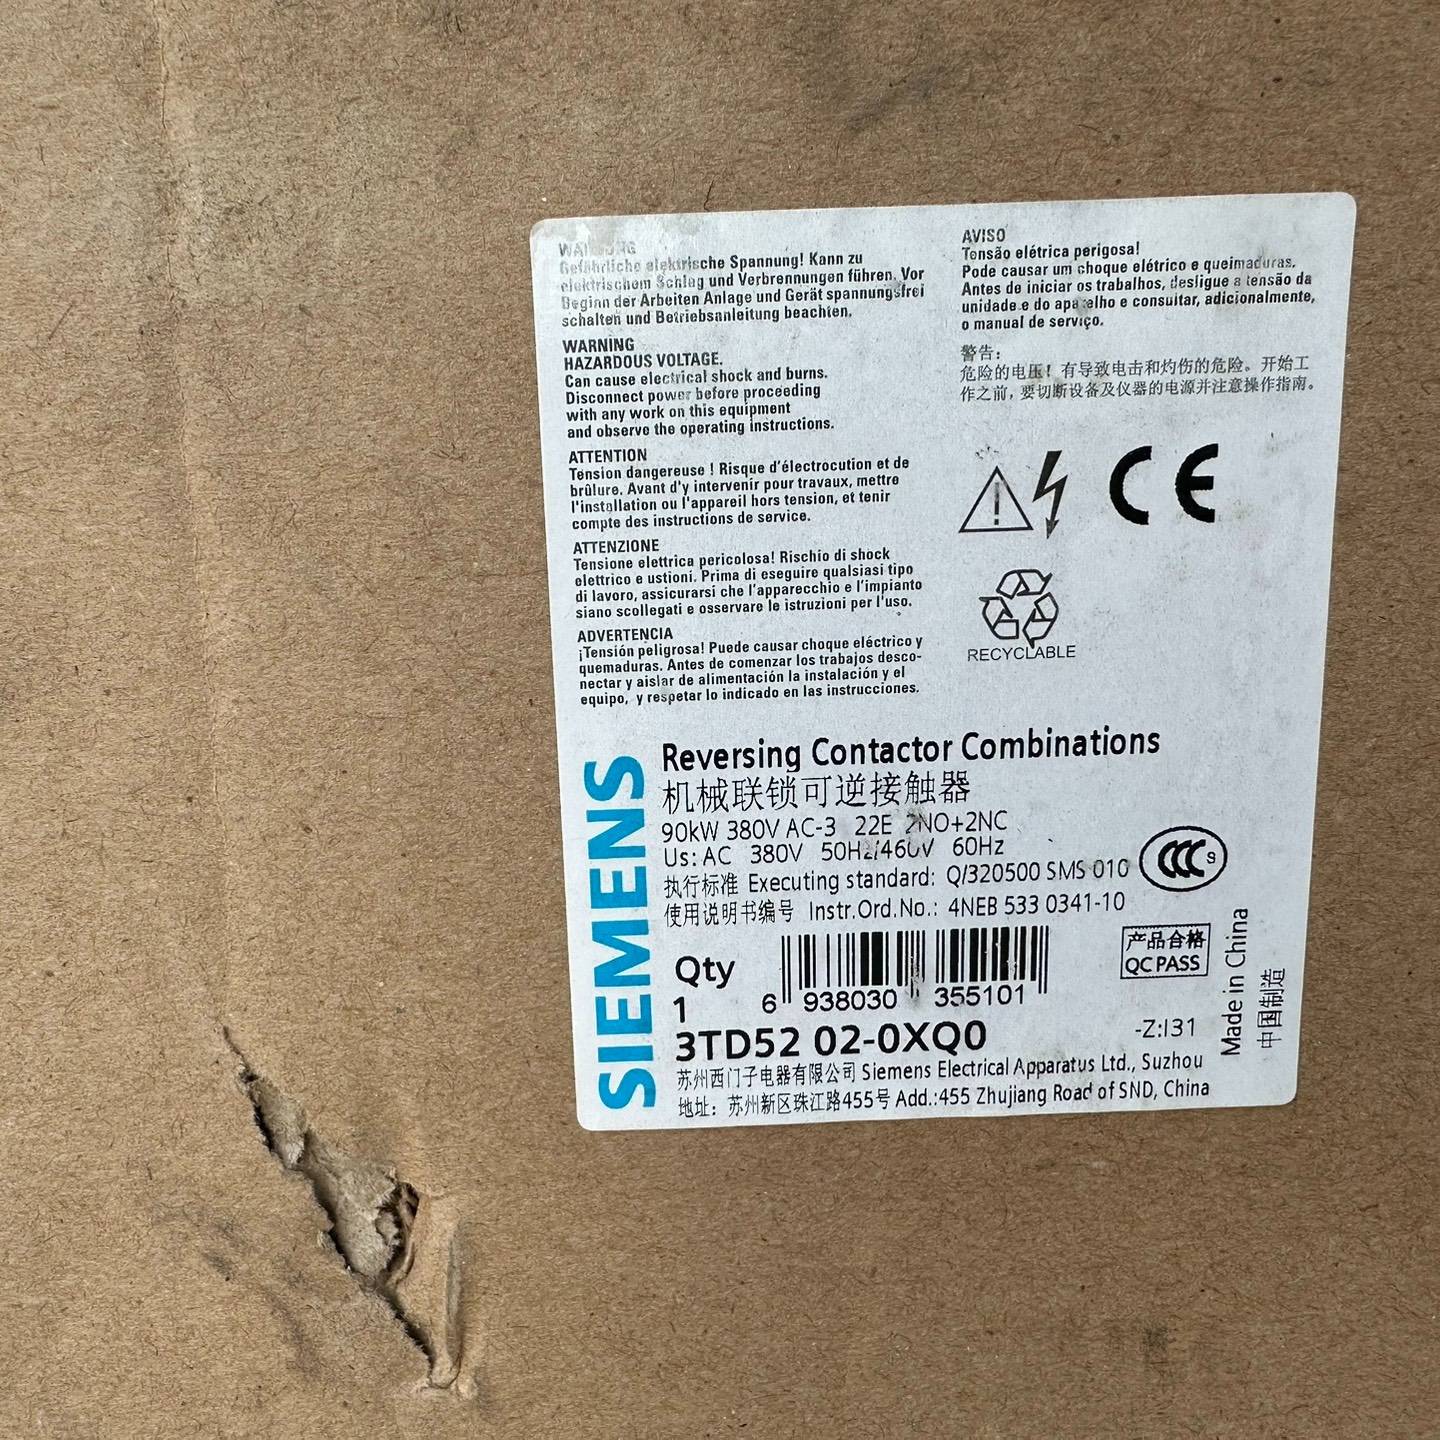 WARNUNG
Gefährliche elektrische Spannung! Kann zu
elektrischem Schlag und Verbrennungen führen. Vor
Beginn der Arbeiten Anlage und Gerät spannungsfrei
schalten und Betriebsanleitung beachten.
WARNING
HAZARDOUS VOLTAGE.
Can cause electrical shock and burns.
Disconnect power before proceeding
with any work on this equipment
and observe the operating instructions.
ATTENTION
Tension dangereuse ! Risque d'électrocution et de
brûlure. Avant d'y intervenir pour travaux, mettre
l'installation ou l'appareil hors tension, et tenir
compte des instructions de service.
ATTENZIONE
Tensione elettrica pericolosa! Rischio di shock
elettrico e ustioni. Prima di eseguire qualsiasi tipo
di lavoro, assicurarsi che l'apparecchio e l'impianto
siano scollegati e osservare le istruzioni per l'uso.
ADVERTENCIA
¡Tensión peligrosa! Puede causar choque eléctrico y
quemaduras. Antes de comenzar los trabajos desco-
nectar y aislar de alimentación la instalación y el
equipo, y respetar lo indicado en las instrucciones.
AVISO
Tensão elétrica perigosa!
Pode causar um choque elétrico e queimaduras.
Antes de iniciar os trabalhos, desligue a tensão da
unidade e do aparelho e consultar, adicionalmente,
o manual de serviço.
警告:
危险的电压! 有导致电击和灼伤的危险。开始工
作之前,要切断设备及仪器的电源并注意操作指南。
CE
RECYCLABLE
SIEMENS
Reversing Contactor Combinations
机械联锁可逆接触器
90kW 380V AC-3 22E 2NO+2NC
Us: AC 380V 50Hz/460V 60Hz
执行标准 Executing standard: Q/320500 SMS 010
使用说明书编号 Instr.Ord.No.: 4NEB 533 0341-10
CCC S
Qty
1
6 938030 355101
产品合格
QC PASS
3TD52 02-0XQ0
-Z:I31
苏州西门子电器有限公司 Siemens Electrical Apparatus Ltd., Suzhou
地址: 苏州新区珠江路455号 Add.:455 Zhujiang Road of SND, China
Made in China
中国制造